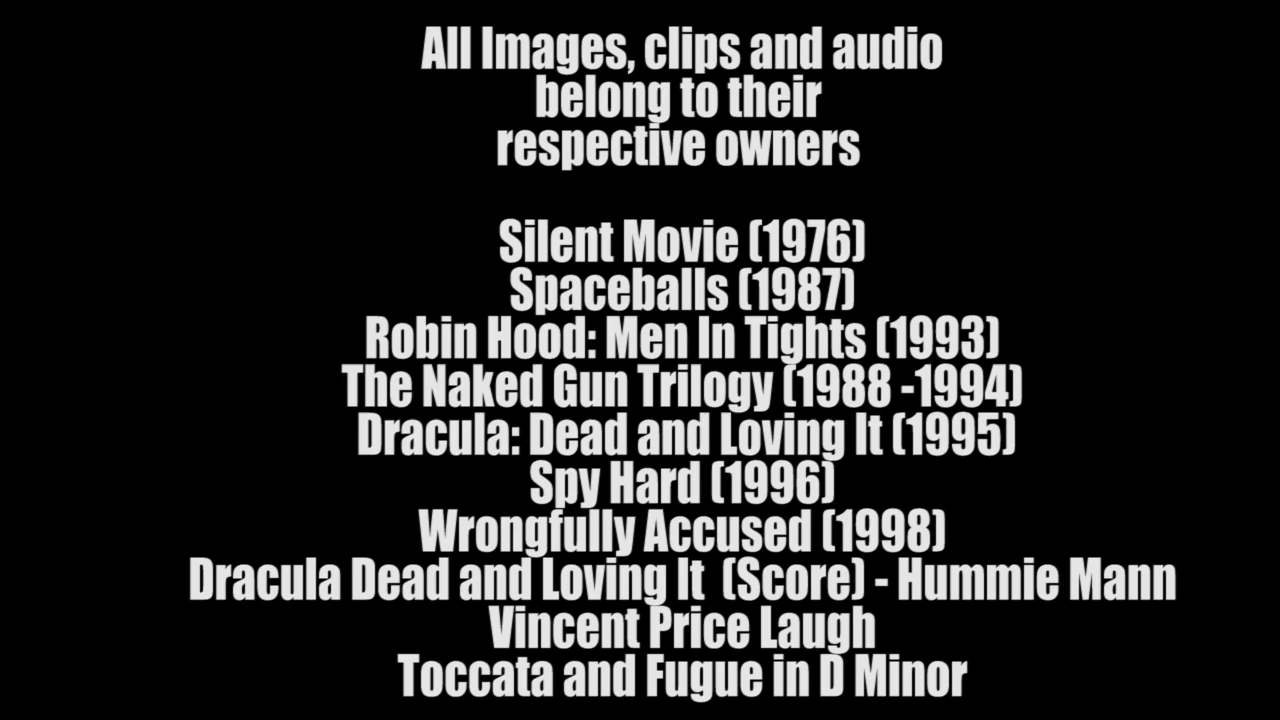 All Images, clips and audio
belong to their
respective owners
Silent Movie (1976)
Spaceballs (1987)
Robin Hood: Men In Tights (1993)
The Naked Gun Trilogy (1988 -1994)
Dracula: Dead and Loving It (1995)
Spy Hard (1996)
Wrongfully Accused (1998)
Dracula Dead and Loving It  (Score) - Hummie Mann
Vincent Price Laugh
Toccata and Fugue in D Minor